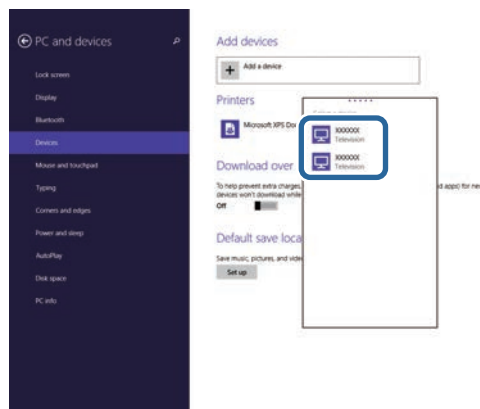 PC and devices
Lock screen
Display
Bluetooth
Devices
Mouse and touchpad
Typing
Corners and edges
Power and sleep
AutoPlay
Disk space
PC info
Add devices
Add a device
Printers
Microsoft XPS Do
Download over
To help prevent extra charges,
d apps) for new
devices won't download while
Off
Default save loca
Save music, pictures, and vide
Set up
XXXXXX
Television
XXXXXX
Television